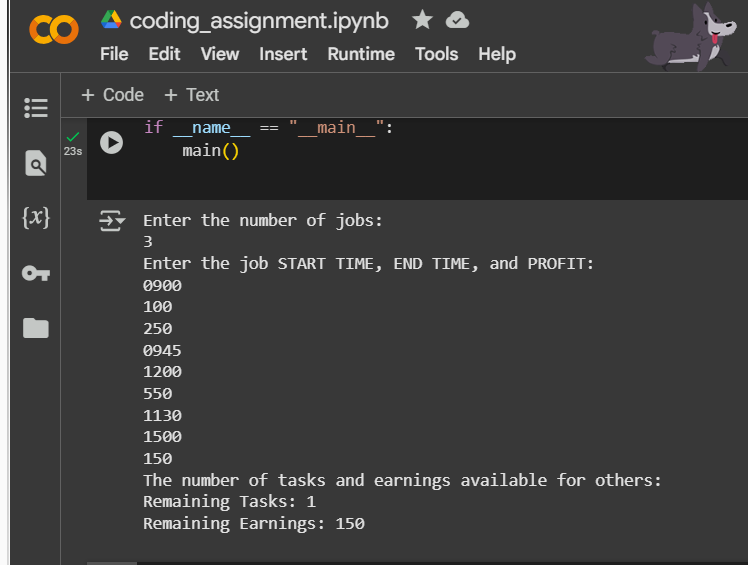 CO coding_assignment.ipynb
File Edit View Insert Runtime Tools Help
+ Code + Text
if __name__ == "__main__":
23s
main()
{x}
Enter the number of jobs:
3
Enter the job START TIME, END TIME, and PROFIT:
0900
100
250
0945
1200
550
1130
1500
150
The number of tasks and earnings available for others:
Remaining Tasks: 1
Remaining Earnings: 150